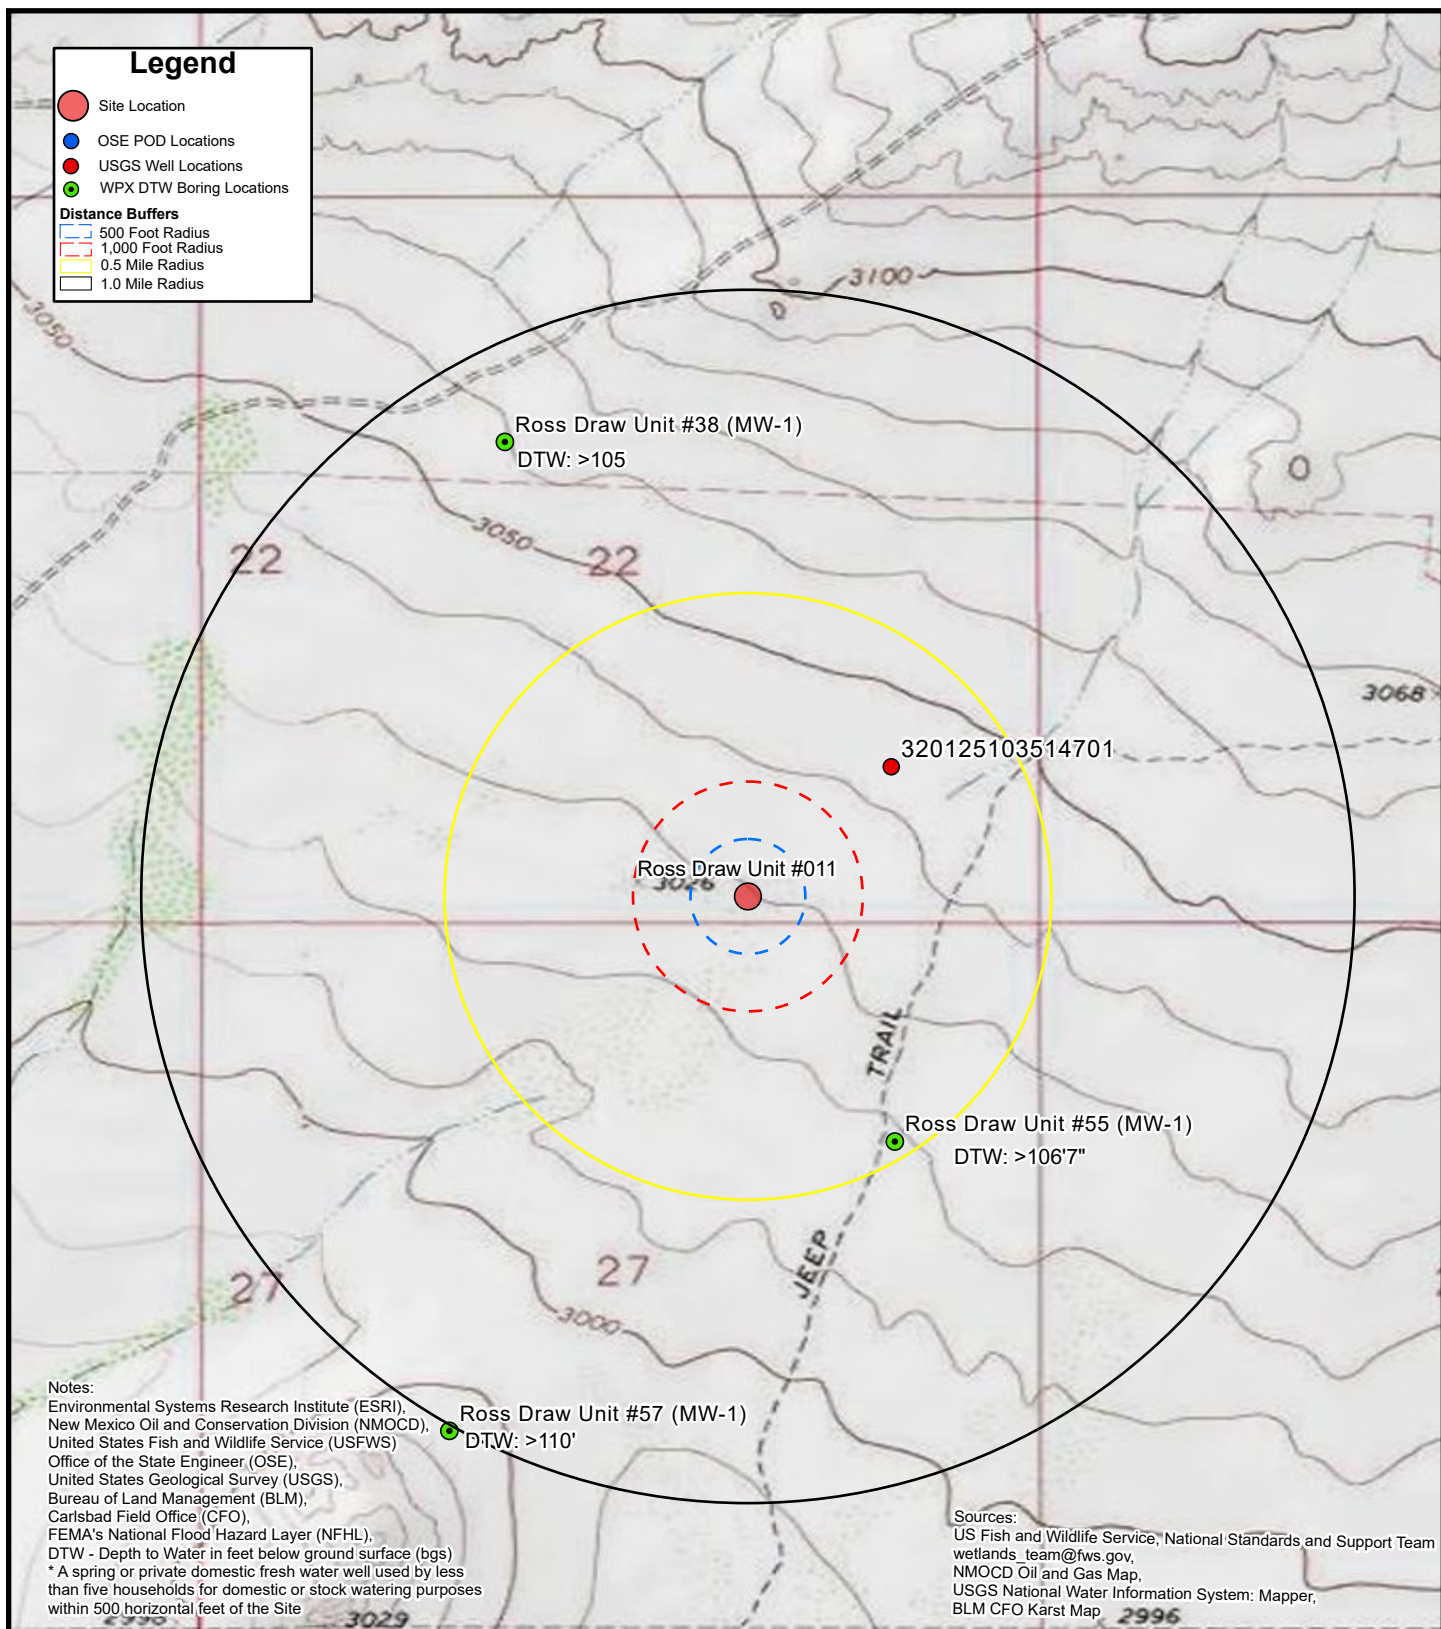 Legend
Site Location
OSE POD Locations
USGS Well Locations
WPX DTW Boring Locations
Distance Buffers
500 Foot Radius
1,000 Foot Radius
0.5 Mile Radius
1.0 Mile Radius
3100
3050
Ross Draw Unit #38 (MW-1)
DTW: >105
3050
22
22
3068
320125103514701
Ross Draw Unit #011
3026
TRAIL
Ross Draw Unit #55 (MW-1)
DTW: >106'7"
JEEP
27
27
3000
Ross Draw Unit #57 (MW-1)
DTW: >110'
Notes:
Environmental Systems Research Institute (ESRI),
New Mexico Oil and Conservation Division (NMOCD),
United States Fish and Wildlife Service (USFWS)
Office of the State Engineer (OSE),
United States Geological Survey (USGS),
Bureau of Land Management (BLM),
Carlsbad Field Office (CFO),
FEMA's National Flood Hazard Layer (NFHL),
DTW - Depth to Water in feet below ground surface (bgs)
* A spring or private domestic fresh water well used by less
than five households for domestic or stock watering purposes
within 500 horizontal feet of the Site
Sources:
US Fish and Wildlife Service, National Standards and Support Team
wetlands_team@fws.gov,
NMOCD Oil and Gas Map,
USGS National Water Information System: Mapper,
BLM CFO Karst Map
3029
2996